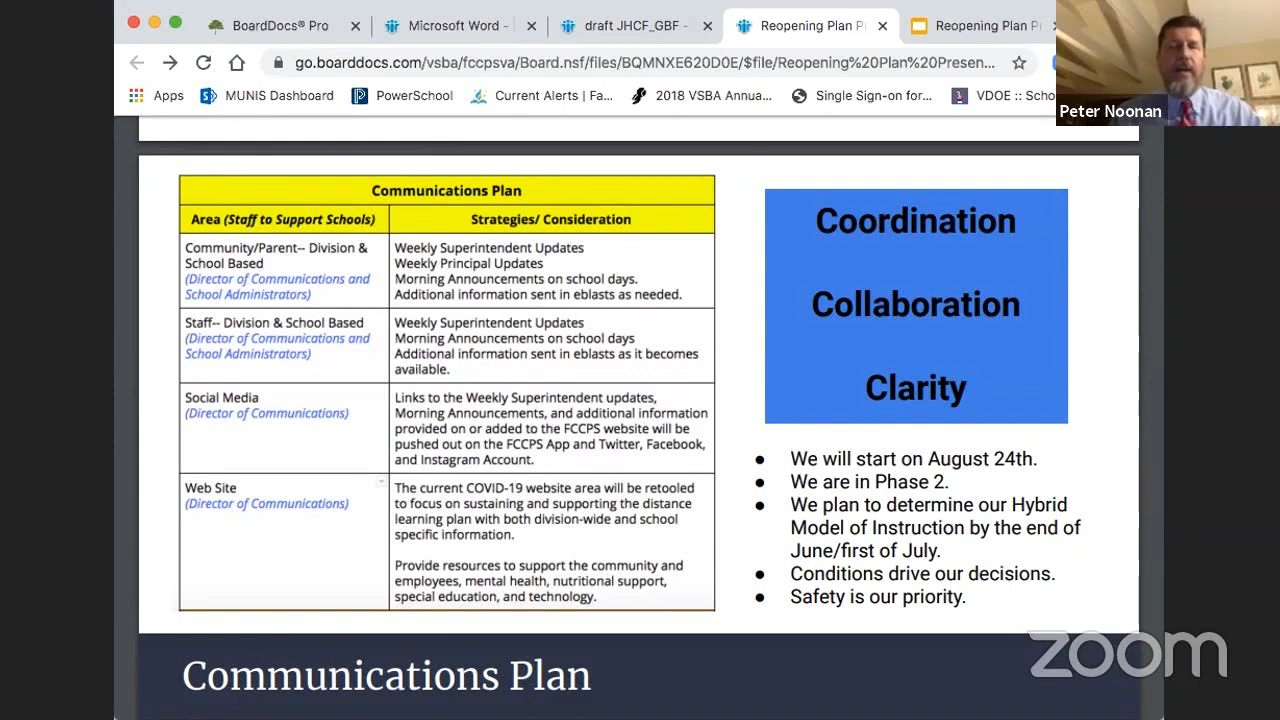 BoardDocs® Pro
Microsoft Word -
draft JHCF_GBF -
Reopening Plan P
Reopening Plan P
go.boarddocs.com/vsba/fccpsva/Board.nsf/files/BQMNXE620D0E/$file/Reopening%20Plan%20Presen...
Apps
MUNIS Dashboard
PowerSchool
Current Alerts | Fa...
2018 VSBA Annua...
Single Sign-on for...
VDOE :: Scho
Peter Noonan
Communications Plan
Area (Staff to Support Schools)
Strategies/ Consideration
Community/Parent-- Division &
School Based
(Director of Communications and
School Administrators)
Weekly Superintendent Updates
Weekly Principal Updates
Morning Announcements on school days.
Additional information sent in eblasts as needed.
Staff-- Division & School Based
(Director of Communications and
School Administrators)
Weekly Superintendent Updates
Morning Announcements on school days
Additional information sent in eblasts as it becomes
available.
Social Media
(Director of Communications)
Links to the Weekly Superintendent updates,
Morning Announcements, and additional information
provided on or added to the FCCPS website will be
pushed out on the FCCPS App and Twitter, Facebook,
and Instagram Account.
Web Site
(Director of Communications)
The current COVID-19 website area will be retooled
to focus on sustaining and supporting the distance
learning plan with both division-wide and school
specific information.
Provide resources to support the community and
employees, mental health, nutritional support,
special education, and technology.
Coordination
Collaboration
Clarity
● We will start on August 24th.
● We are in Phase 2.
● We plan to determine our Hybrid
Model of Instruction by the end of
June/first of July.
● Conditions drive our decisions.
● Safety is our priority.
Communications Plan
zoom